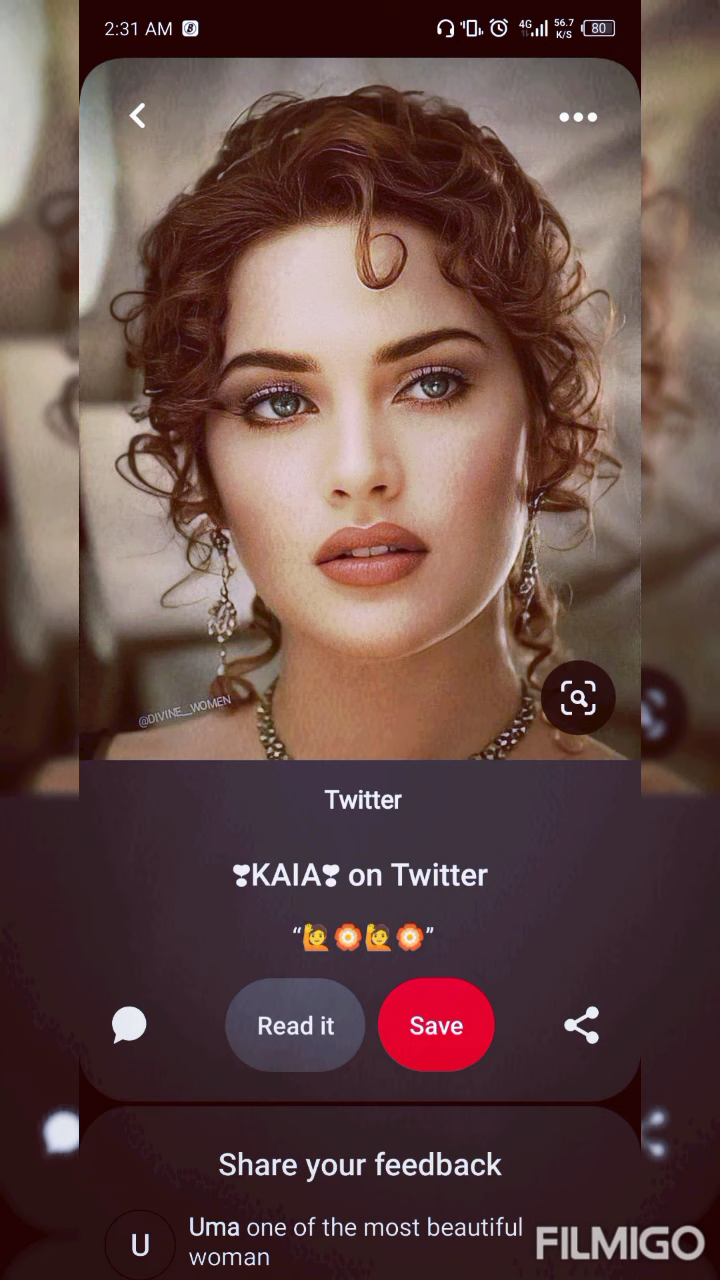 2:31 AM
4G
56.7
K/S
80
@DIVINE_WOMEN
Twitter
❣KAIA❣ on Twitter
“🙋🏵🙋🏵”
Read it
Save
Share your feedback
U
Uma one of the most beautiful
woman
FILMIGO